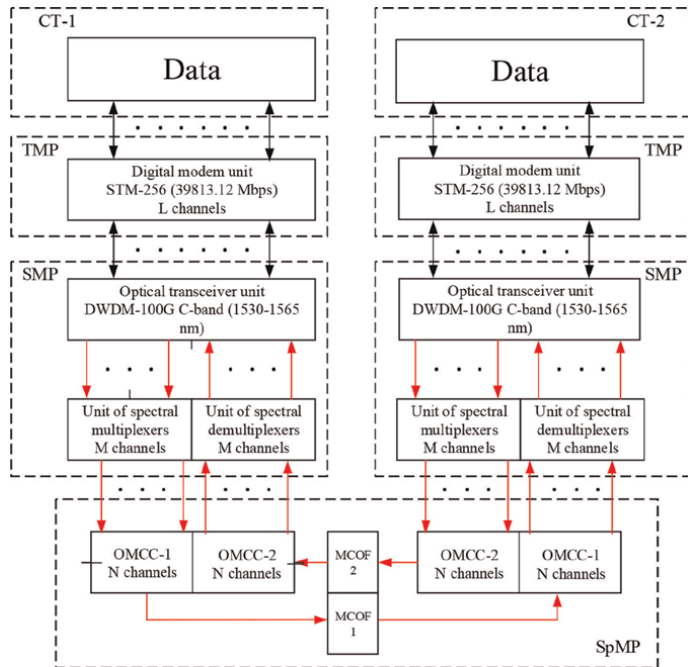 CT-1
CT-2
Data
Data
TMP
TMP
Digital modem unit
STM-256 (39813.12 Mbps)
L channels
Digital modem unit
STM-256 (39813.12 Mbps)
L channels
SMP
SMP
Optical transceiver unit
DWDM-100G C-band (1530-1565
nm)
Optical transceiver unit
DWDM-100G C-band (1530-1565
nm)
Unit of spectral
multiplexers
M channels
Unit of spectral
demultiplexers
M channels
Unit of spectral
multiplexers
M channels
Unit of spectral
demultiplexers
M channels
OMCC-1
N channels
OMCC-2
N channels
MCOF
2
OMCC-2
N channels
OMCC-1
N channels
MCOF
1
SpMP